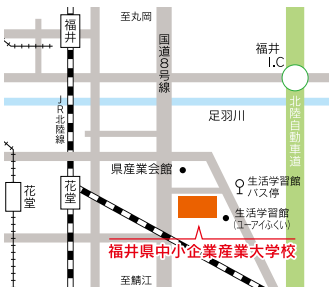 至丸岡
福井
国道8号線
福井
I.C
JR北陸線
足羽川
北陸自動車道
県産業会館
生活学習館
バス停
花堂
花堂
生活学習館
(ユーアイふくい)
福井県中小企業産業大学校
至鯖江